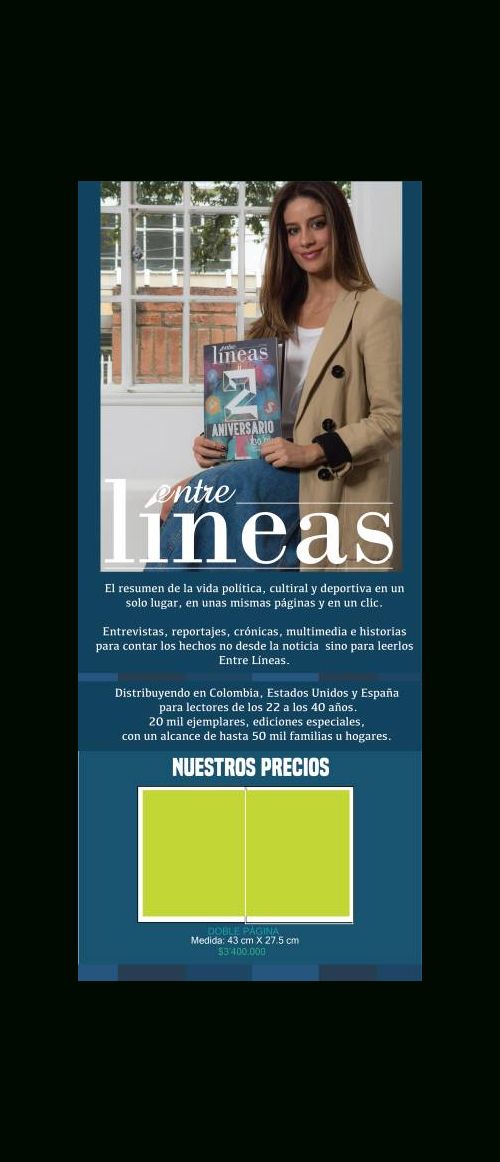 entre
líneas
ANIVERSARIO
entre
líneas
El resumen de la vida política, cultiral y deportiva en un
solo lugar, en unas mismas páginas y en un clic.
Entrevistas, reportajes, crónicas, multimedia e historias
para contar los hechos no desde la noticia sino para leerlos
Entre Líneas.
Distribuyendo en Colombia, Estados Unidos y España
para lectores de los 22 a los 40 años.
20 mil ejemplares, ediciones especiales,
con un alcance de hasta 50 mil familias u hogares.
NUESTROS PRECIOS
DOBLE PÁGINA
Medida: 43 cm X 27.5 cm
$3'400.000